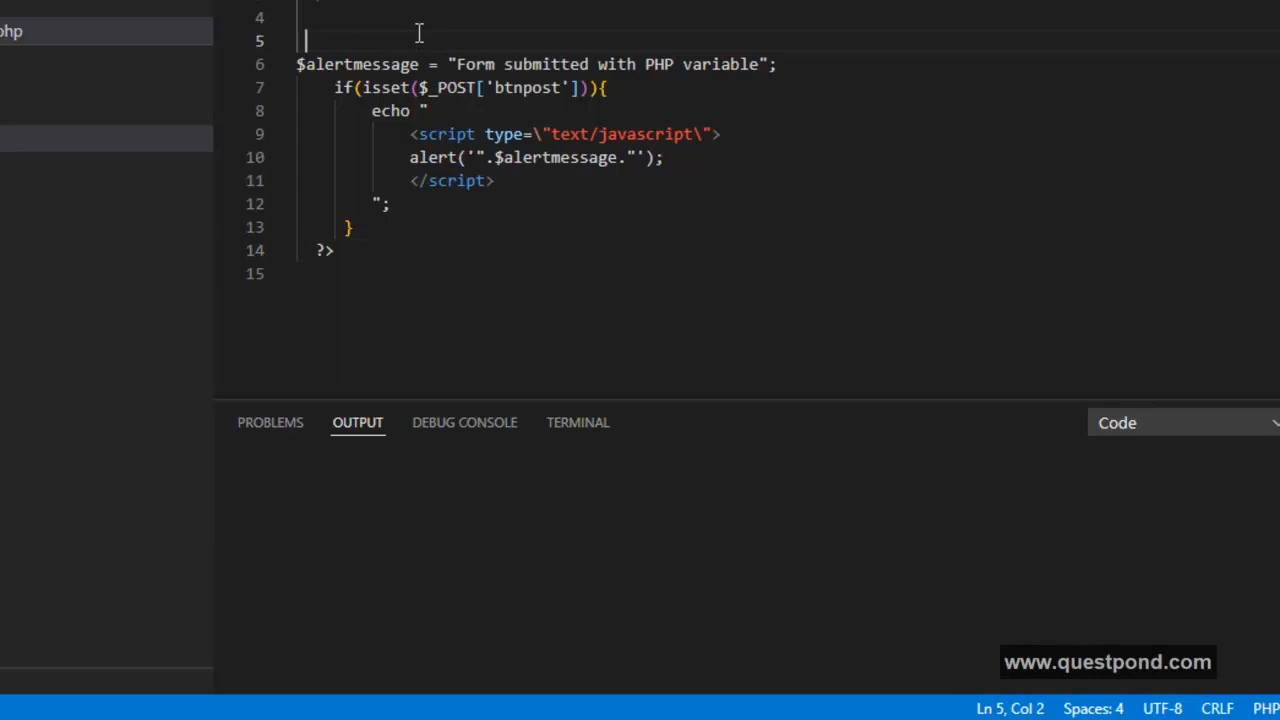 php
4
5
6 $alertmessage = "Form submitted with PHP variable";
7 if(isset($_POST['btnpost'])){
8 echo "
9 <script type=\"text/javascript\">
10 alert('".$alertmessage."');
11 </script>
12 ";
13 }
14 ?>
15
PROBLEMS OUTPUT DEBUG CONSOLE TERMINAL Code
www.questpond.com
Ln 5, Col 2 Spaces: 4 UTF-8 CRLF PHP